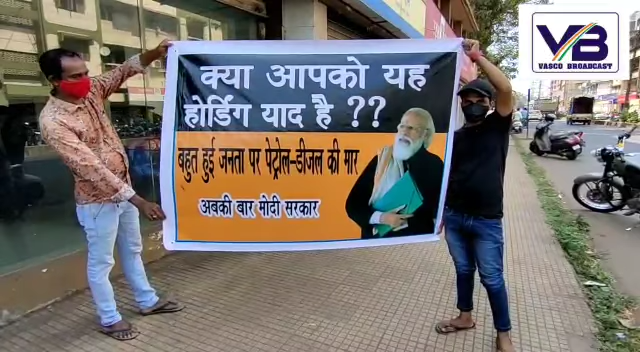 क्या आपको यह
होर्डिंग याद है ??
बहुत हुई जनता पर पेट्रोल-डीजल की मार
अबकी बार मोदी सरकार
VB
VASCO BROADCAST